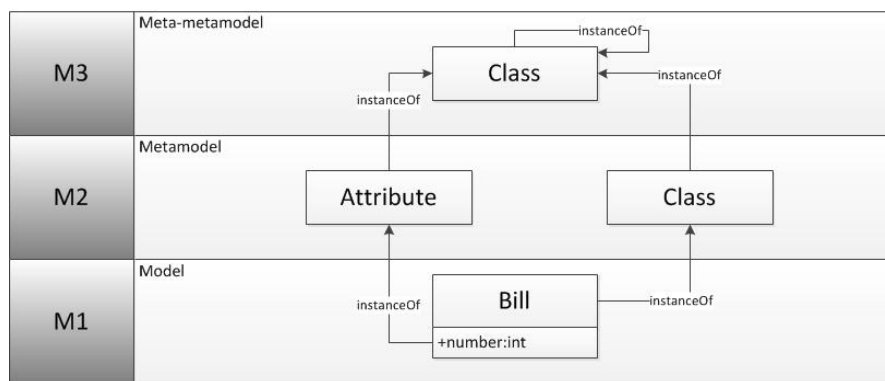 Meta-metamodel
instanceOf
M3
Class
instanceOf
instanceOf
Metamodel
M2
Attribute
Class
Model
Bill
M1
instanceOf
instanceOf
+number:int